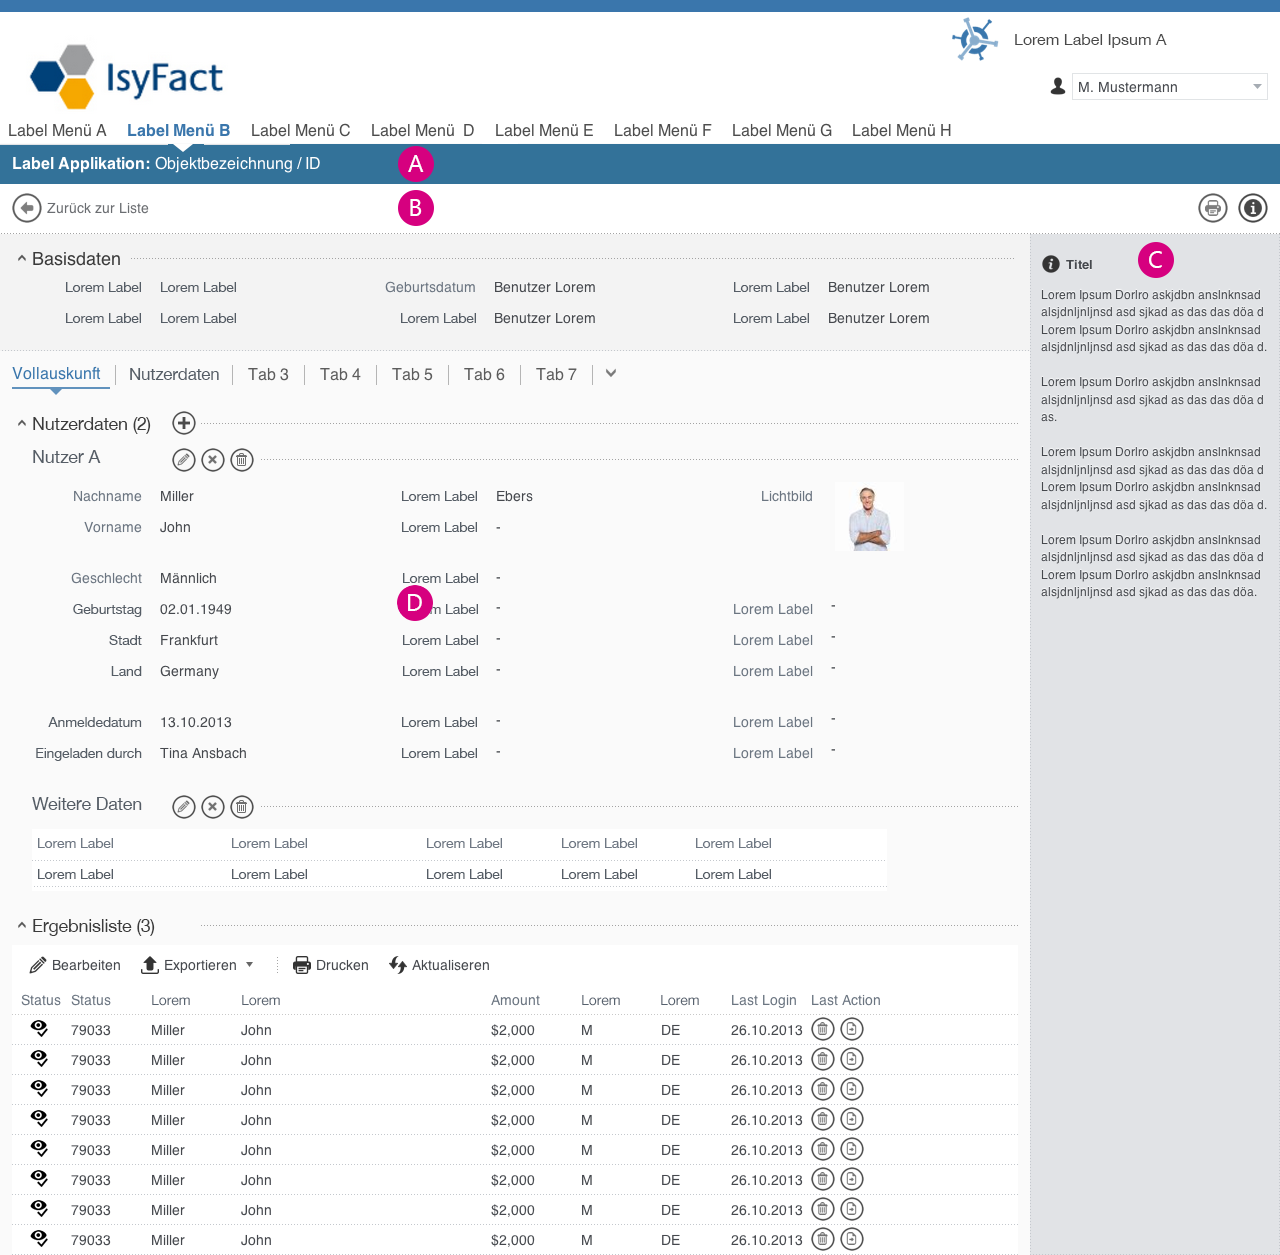 Lorem Label Ipsum A
IsyFact
M. Mustermann
Label Menü A Label Menü B Label Menü C Label Menü D Label Menü E Label Menü F Label Menü G Label Menü H
Label Applikation: Objektbezeichnung / ID A
Zurück zur Liste B
Basisdaten
Lorem Label Lorem Label Geburtsdatum Benutzer Lorem Lorem Label Benutzer Lorem
Lorem Label Lorem Label Lorem Label Benutzer Lorem Lorem Label Benutzer Lorem
Vollauskunft Nutzerdaten Tab 3 Tab 4 Tab 5 Tab 6 Tab 7
Nutzerdaten (2)
Nutzer A
Nachname Miller Lorem Label Ebers Lichtbild
Vorname John Lorem Label -
Geschlecht Männlich Lorem Label -
Geburtstag 02.01.1949 D m Label - Lorem Label -
Stadt Frankfurt Lorem Label - Lorem Label -
Land Germany Lorem Label - Lorem Label -
Anmeldedatum 13.10.2013 Lorem Label - Lorem Label -
Eingeladen durch Tina Ansbach Lorem Label - Lorem Label -
Weitere Daten
Lorem Label Lorem Label Lorem Label Lorem Label Lorem Label
Lorem Label Lorem Label Lorem Label Lorem Label Lorem Label
Ergebnisliste (3)
Bearbeiten Exportieren Drucken Aktualiseren
Status Status Lorem Lorem Amount Lorem Lorem Last Login Last Action
79033 Miller John $2,000 M DE 26.10.2013
79033 Miller John $2,000 M DE 26.10.2013
79033 Miller John $2,000 M DE 26.10.2013
79033 Miller John $2,000 M DE 26.10.2013
79033 Miller John $2,000 M DE 26.10.2013
79033 Miller John $2,000 M DE 26.10.2013
79033 Miller John $2,000 M DE 26.10.2013
79033 Miller John $2,000 M DE 26.10.2013
Titel C
Lorem Ipsum Dorlro askjdbn anslnknsad
alsjdnljnljnsd asd sjkad as das das döa d
Lorem Ipsum Dorlro askjdbn anslnknsad
alsjdnljnljnsd asd sjkad as das das döa d.
Lorem Ipsum Dorlro askjdbn anslnknsad
alsjdnljnljnsd asd sjkad as das das döa d
as.
Lorem Ipsum Dorlro askjdbn anslnknsad
alsjdnljnljnsd asd sjkad as das das döa d
Lorem Ipsum Dorlro askjdbn anslnknsad
alsjdnljnljnsd asd sjkad as das das döa d.
Lorem Ipsum Dorlro askjdbn anslnknsad
alsjdnljnljnsd asd sjkad as das das döa d
Lorem Ipsum Dorlro askjdbn anslnknsad
alsjdnljnljnsd asd sjkad as das das döa.